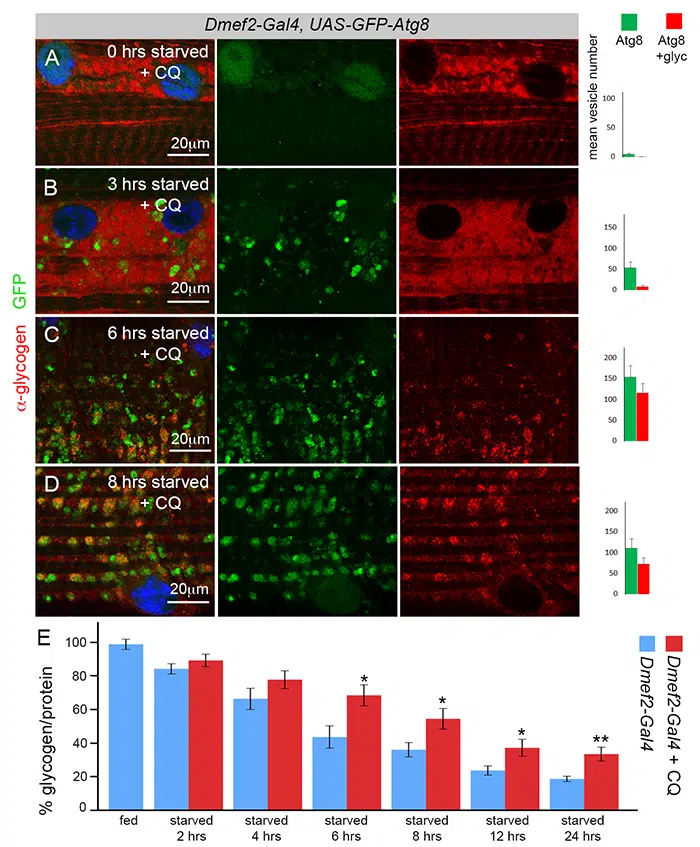 Dmef2-Gal4, UAS-GFP-Atg8
Atg8
Atg8
+glyc
mean vesicle number
A
0 hrs starved
+ CQ
20μm
100
50
0
B
3 hrs starved
+ CQ
20μm
150
100
50
0
α-glycogen GFP
C
6 hrs starved
+ CQ
20μm
200
150
100
50
0
D
8 hrs starved
+ CQ
20μm
200
150
100
50
0
E
% glycogen/protein
100
80
60
40
20
0
*
*
*
**
fed
starved
2 hrs
starved
4 hrs
starved
6 hrs
starved
8 hrs
starved
12 hrs
starved
24 hrs
Dmef2-Gal4
Dmef2-Gal4 + CQ